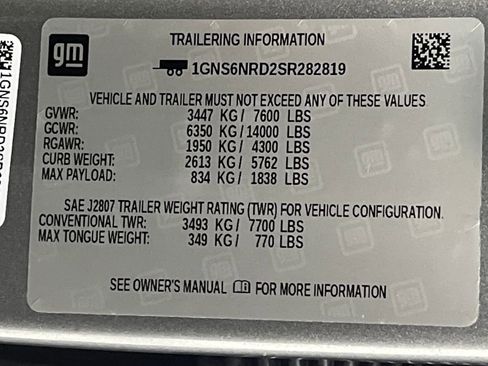 gm
TRAILERING INFORMATION
1GNS6NRD2SR282819
VEHICLE AND TRAILER MUST NOT EXCEED ANY OF THESE VALUES
GVWR: 3447 KG / 7600 LBS
GCWR: 6350 KG / 14000 LBS
RGAWR: 1950 KG / 4300 LBS
CURB WEIGHT: 2613 KG / 5762 LBS
MAX PAYLOAD: 834 KG / 1838 LBS
SAE J2807 TRAILER WEIGHT RATING (TWR) FOR VEHICLE CONFIGURATION.
CONVENTIONAL TWR: 3493 KG / 7700 LBS
MAX TONGUE WEIGHT: 349 KG / 770 LBS
SEE OWNER'S MANUAL FOR MORE INFORMATION